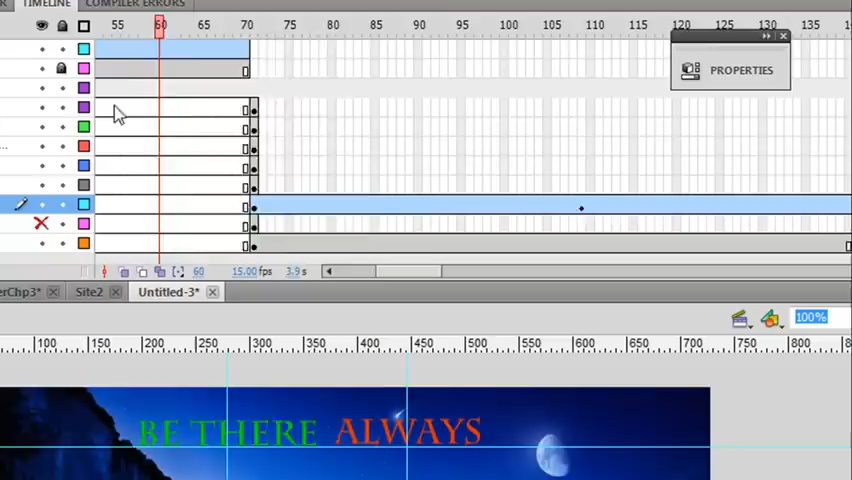 TIMELINE COMPILER ERRORS
55 60 65 70 75 80 85 90 95 100 105 110 115 120 125 130 135
PROPERTIES
...
60 15.00 fps 3.9 s
erChp3* Site2 Untitled-3*
100%
100 150 200 250 300 350 400 450 500 550 600 650 700 750 800
BE THERE ALWAYS